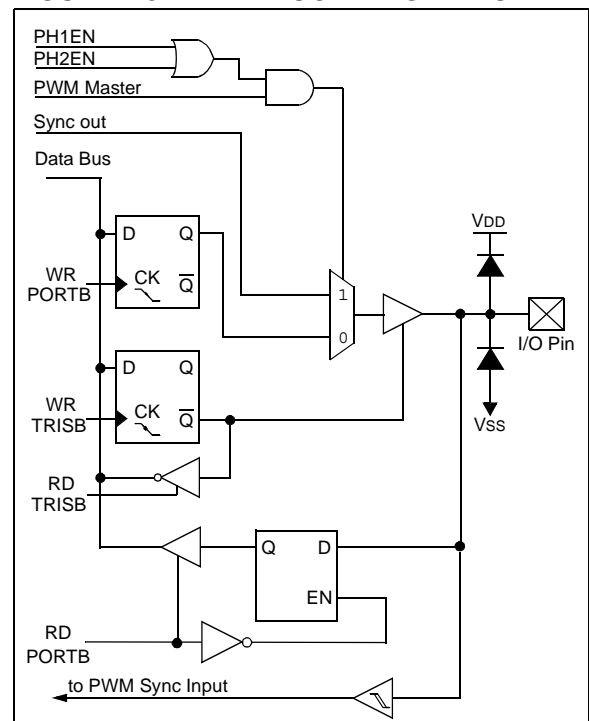 PH1EN
PH2EN
PWM Master
Sync out
Data Bus
D Q
WR
PORTB
CK
Q
VDD
1
0
I/O Pin
D Q
WR
TRISB
CK
Q
VSS
RD
TRISB
Q D
EN
RD
PORTB
to PWM Sync Input